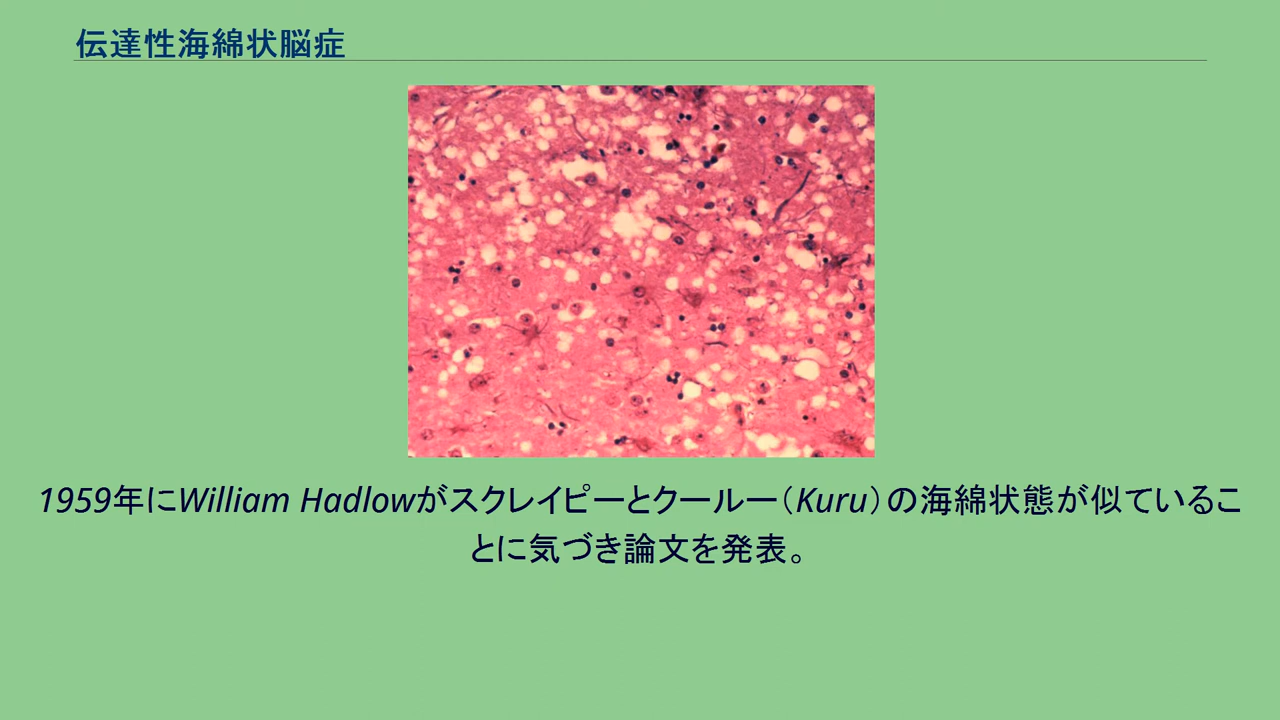 伝達性海綿状脳症
1959年にWilliam Hadlowがスクレイピーとクールー（Kuru）の海綿状態が似ているこ
とに気づき論文を発表。